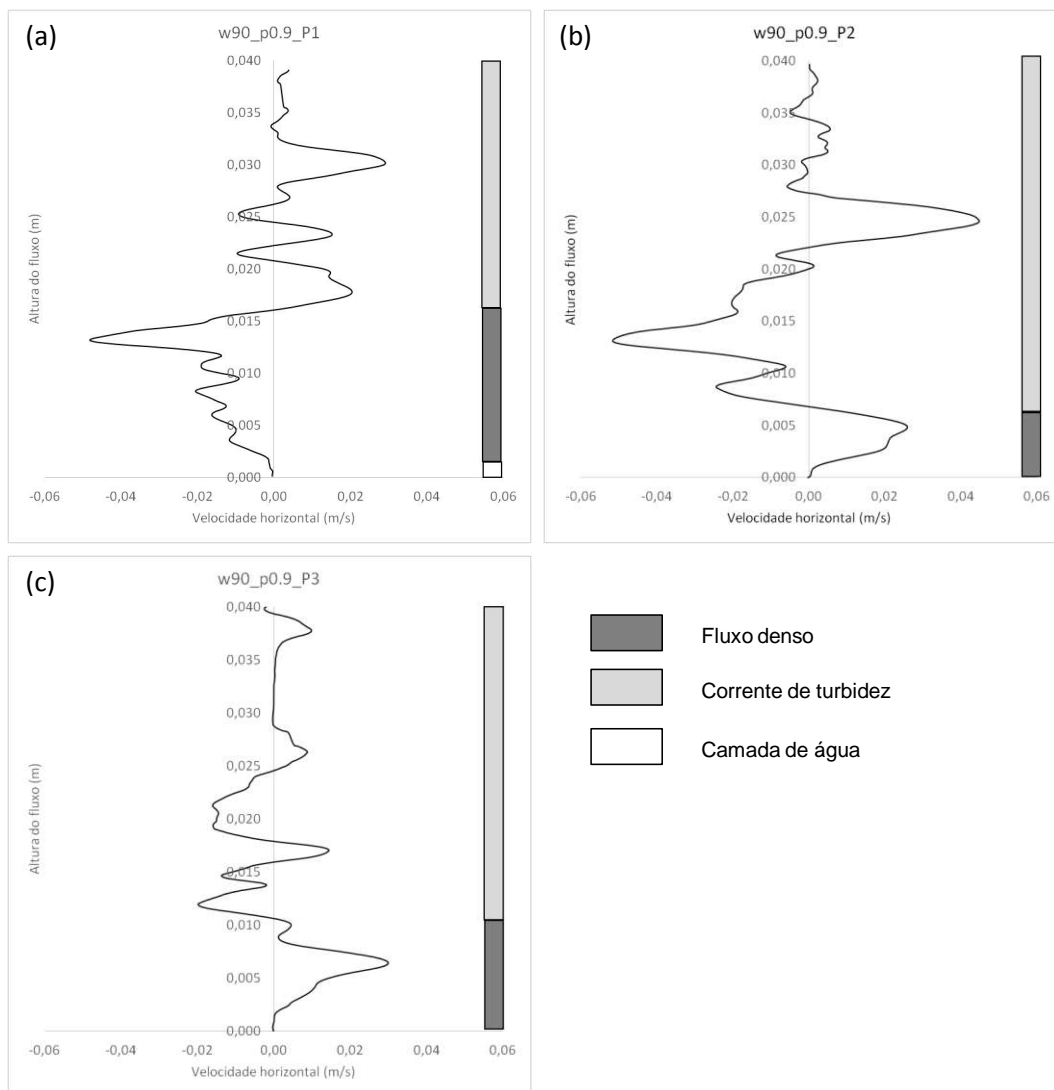 (a)
w90_p0.9_P1
0,040
0,035
0,030
0,025
0,020
0,015
0,010
0,005
0,000
Altura do fluxo (m)
-0,06 -0,04 -0,02 0,00 0,02 0,04 0,06
Velocidade horizontal (m/s)
(b)
w90_p0.9_P2
0,040
0,035
0,030
0,025
0,020
0,015
0,010
0,005
0,000
Altura do fluxo (m)
-0,06 -0,04 -0,02 0,00 0,02 0,04 0,06
Velocidade horizontal (m/s)
(c)
w90_p0.9_P3
0,040
0,035
0,030
0,025
0,020
0,015
0,010
0,005
0,000
Altura do fluxo (m)
-0,06 -0,04 -0,02 0,00 0,02 0,04 0,06
Velocidade horizontal (m/s)
Fluxo denso
Corrente de turbidez
Camada de água